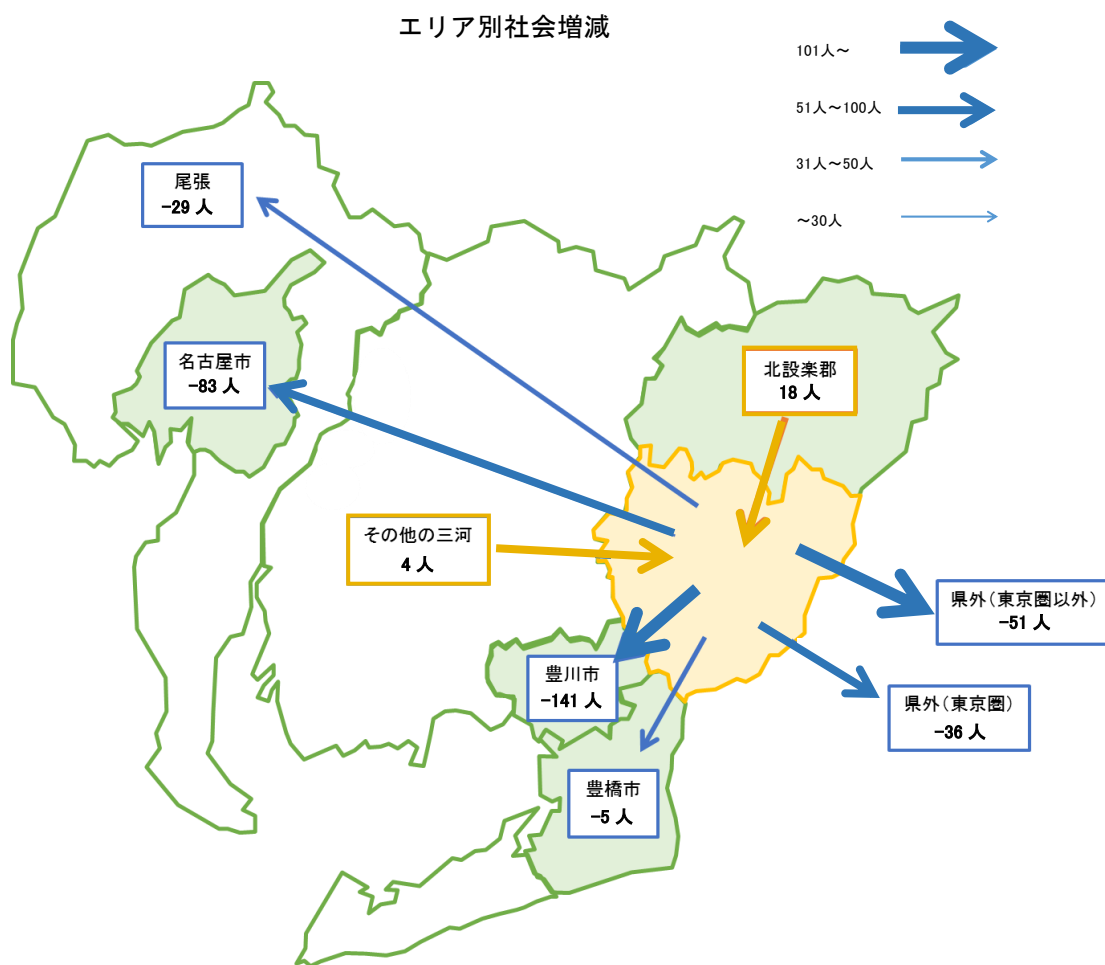 エリア別社会増減
101人~
51人~100人
31人~50人
~30人
尾張
-29 人
名古屋市
-83 人
北設楽郡
18 人
その他の三河
4 人
県外(東京圏以外)
-51 人
豊川市
-141 人
県外(東京圏)
-36 人
豊橋市
-5 人